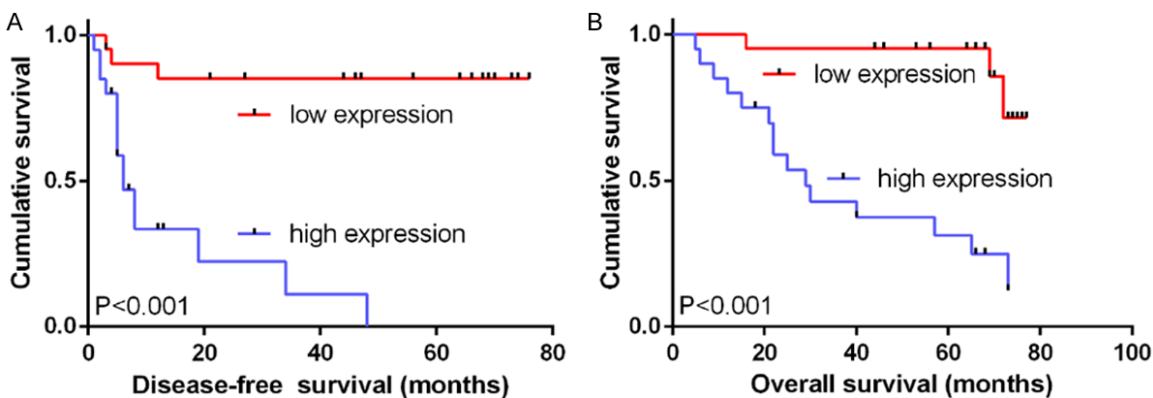 A
1.0
0.5
0.0
Cumulative survival
low expression
high expression
P<0.001
0 20 40 60 80
Disease-free survival (months)
B
1.0
0.5
0.0
Cumulative survival
low expression
high expression
P<0.001
0 20 40 60 80 100
Overall survival (months)